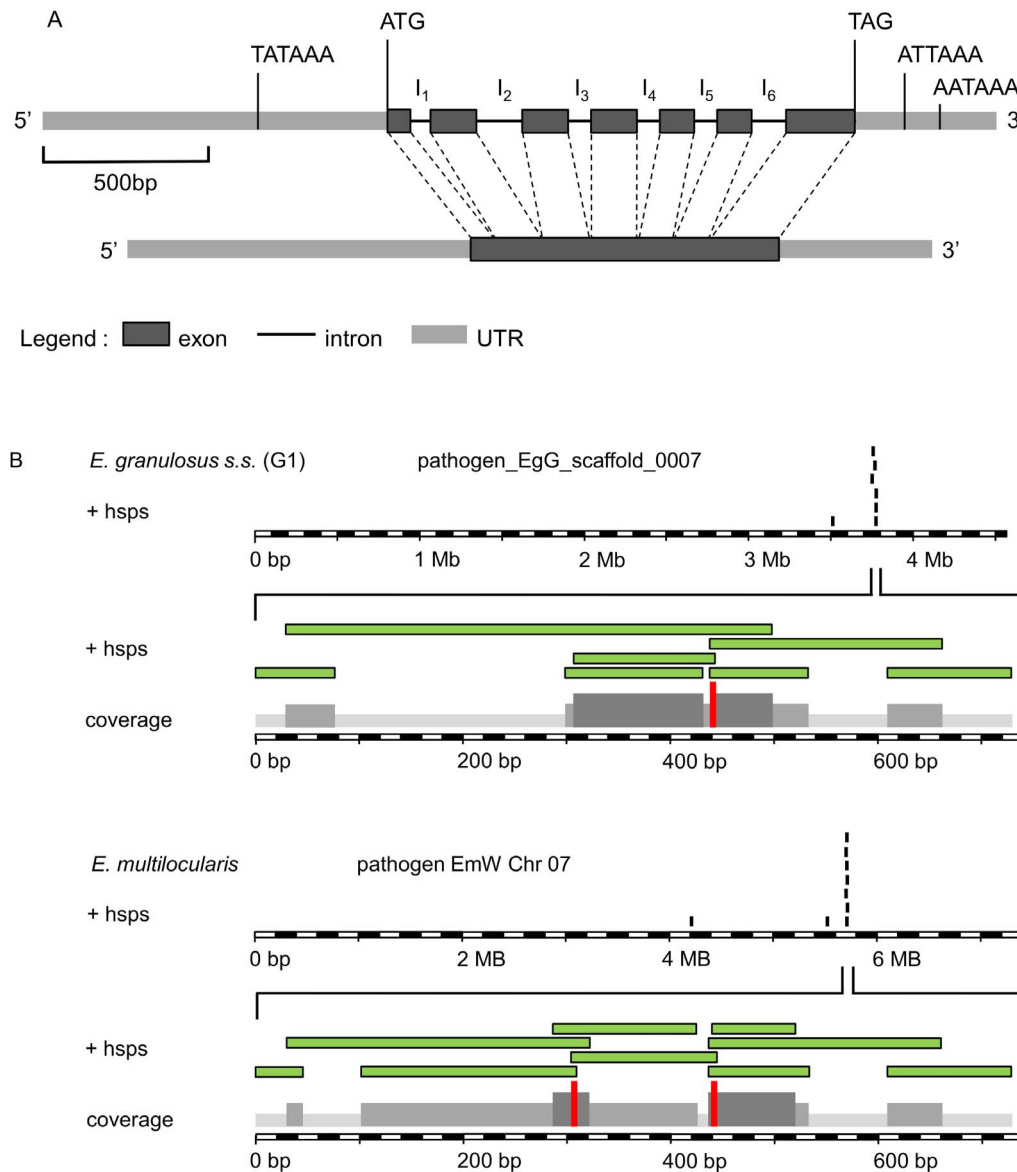 A
ATG
TAG
TATAAA
ATTAAA
AATAAA
I1 I2 I3 I4 I5 I6
5’ 3’
500bp
5’ 3’
Legend : exon intron UTR
B E. granulosus s.s. (G1) pathogen_EgG_scaffold_0007
+ hsps
0 bp 1 Mb 2 Mb 3 Mb 4 Mb
+ hsps
coverage
0 bp 200 bp 400 bp 600 bp
E. multilocularis pathogen EmW Chr 07
+ hsps
0 bp 2 MB 4 MB 6 MB
+ hsps
coverage
0 bp 200 bp 400 bp 600 bp